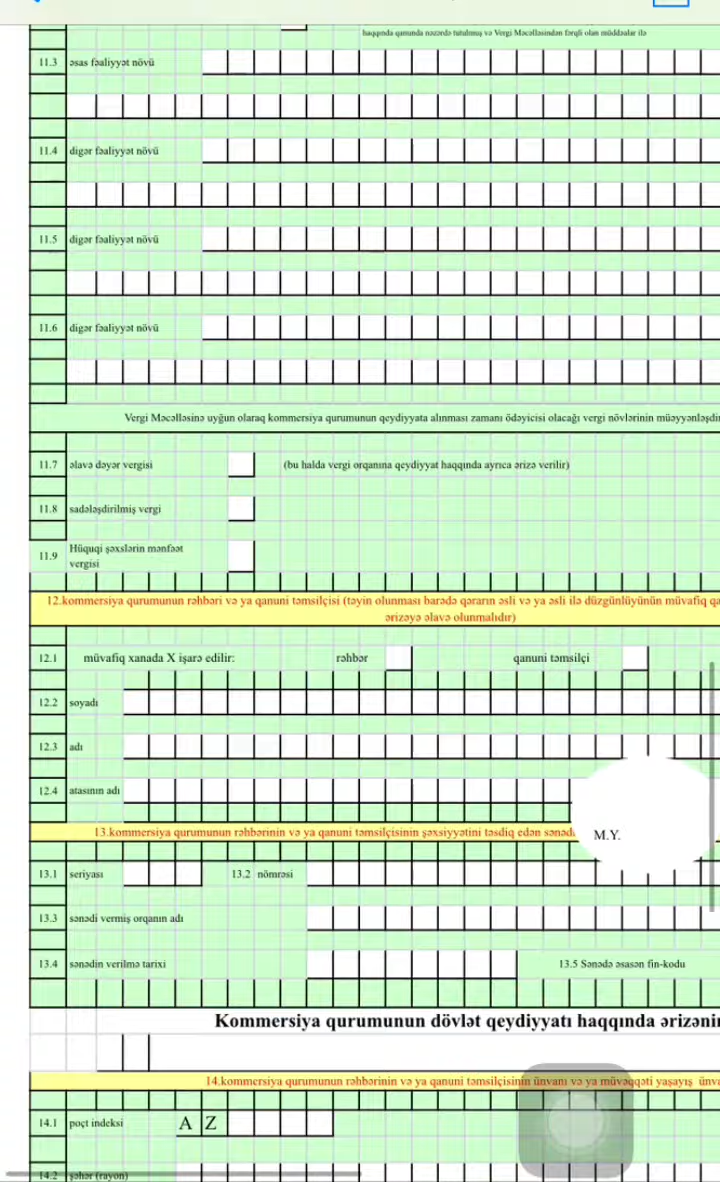 haqqında qanunda nəzərdə tutulmuş və Vergi Məcəlləsindən fərqli olan müddəalar ilə
11.3 əsas fəaliyyət növü
11.4 digər fəaliyyət növü
11.5 digər fəaliyyət növü
11.6 digər fəaliyyət növü
Vergi Məcəlləsinə uyğun olaraq kommersiya qurumunun qeydiyyata alınması zamanı ödəyicisi olacağı vergi növlərinin
11.7 əlavə dəyər vergisi (bu halda vergi orqanına qeydiyyat haqqında ayrıca ərizə verilir)
11.8 sadələşdirilmiş vergi
11.9 Hüquqi şəxslərin mənfəət
vergisi
12.kommersiya qurumunun rəhbəri və ya qanuni təmsilçisi (təyin olunması barədə qərarın əsli və ya əsli ilə düzgünlüyünün müvafiq
ərizəyə əlavə olunmalıdır)
12.1 müvafiq xanada X işarə edilir: rəhbər qanuni təmsilçi
12.2 soyadı
12.3 adı
12.4 atasının adı
13.kommersiya qurumunun rəhbərinin və ya qanuni təmsilçisinin şəxsiyyətini təsdiq edən
M.Y.
13.1 seriyası 13.2 nömrəsi
13.3 sənədi vermiş orqanın adı
13.4 sənədin verilmə tarixi 13.5 Sənədə əsasən fin-kodu
Kommersiya qurumunun dövlət qeydiyyatı haqqında
14.kommersiya qurumunun rəhbərinin və ya qanuni təmsilçisinin ünvanı və ya müvəqqəti yaşayış
14.1 poçt indeksi A Z
14.2 şəhər (rayon)